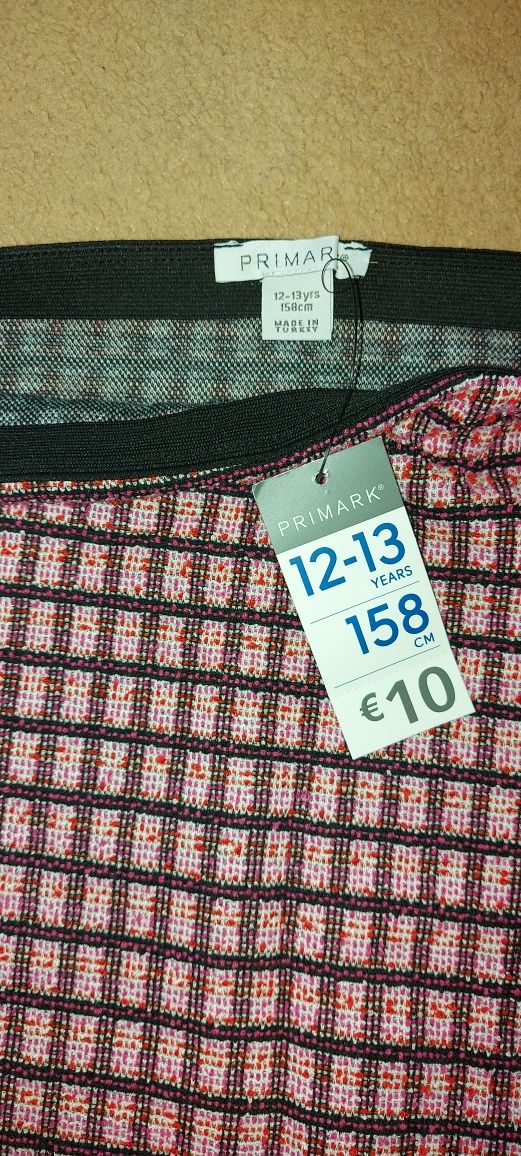 PRIMARK®
12-13yrs
158cm
MADE IN
TURKEY
PRIMARK®
12-13
YEARS
158
CM
€10